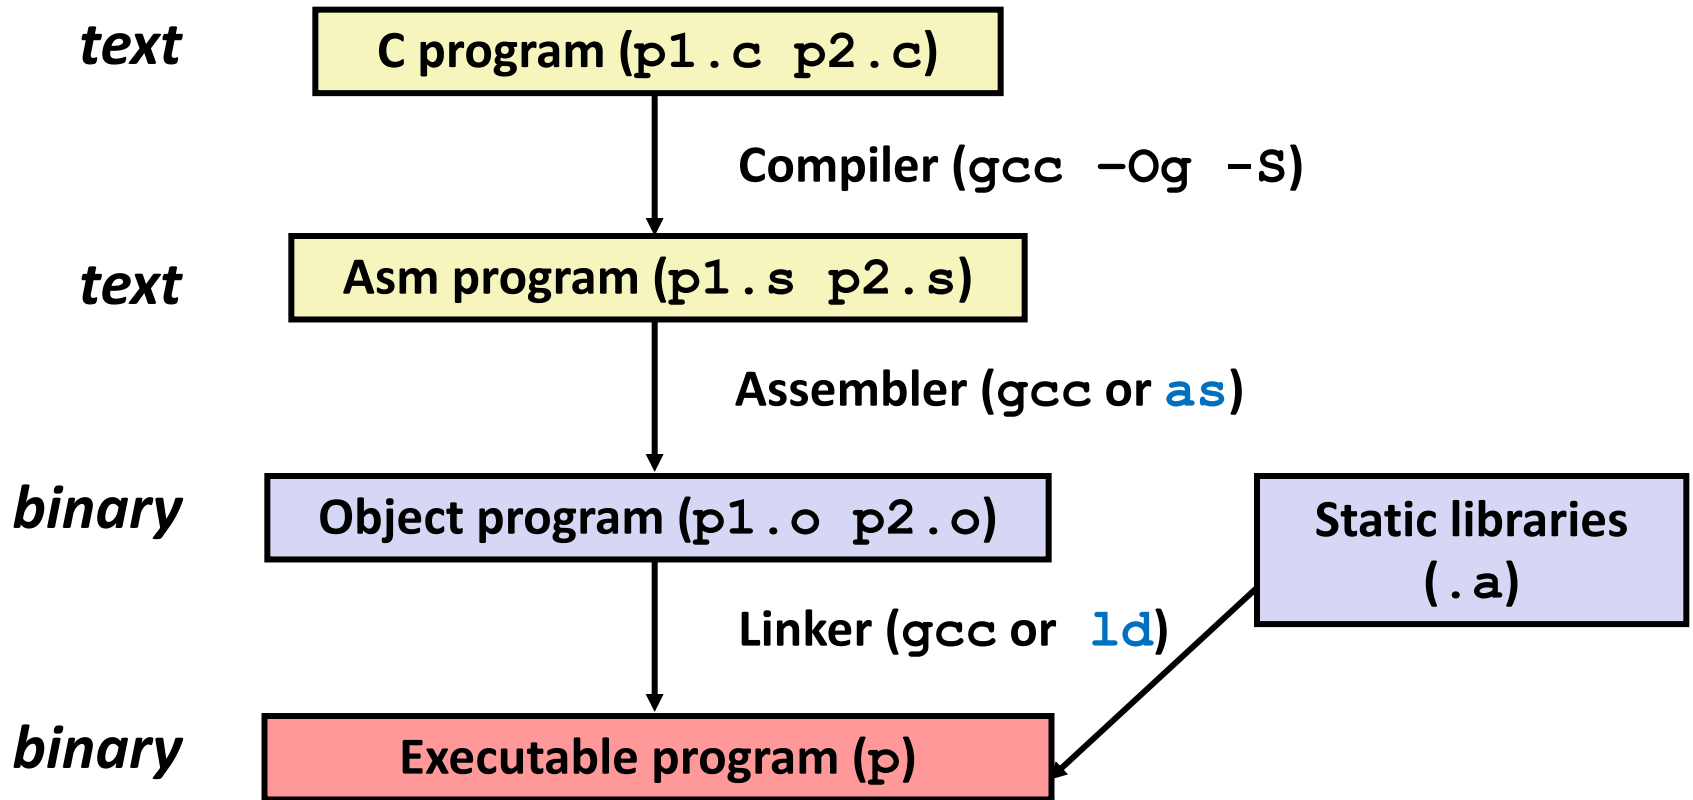 text
C program (p1.c p2.c)
Compiler (gcc –Og -S)
text
Asm program (p1.s p2.s)
Assembler (gcc or as)
binary
Object program (p1.o p2.o)
Static libraries
(.a)
Linker (gcc or ld)
binary
Executable program (p)